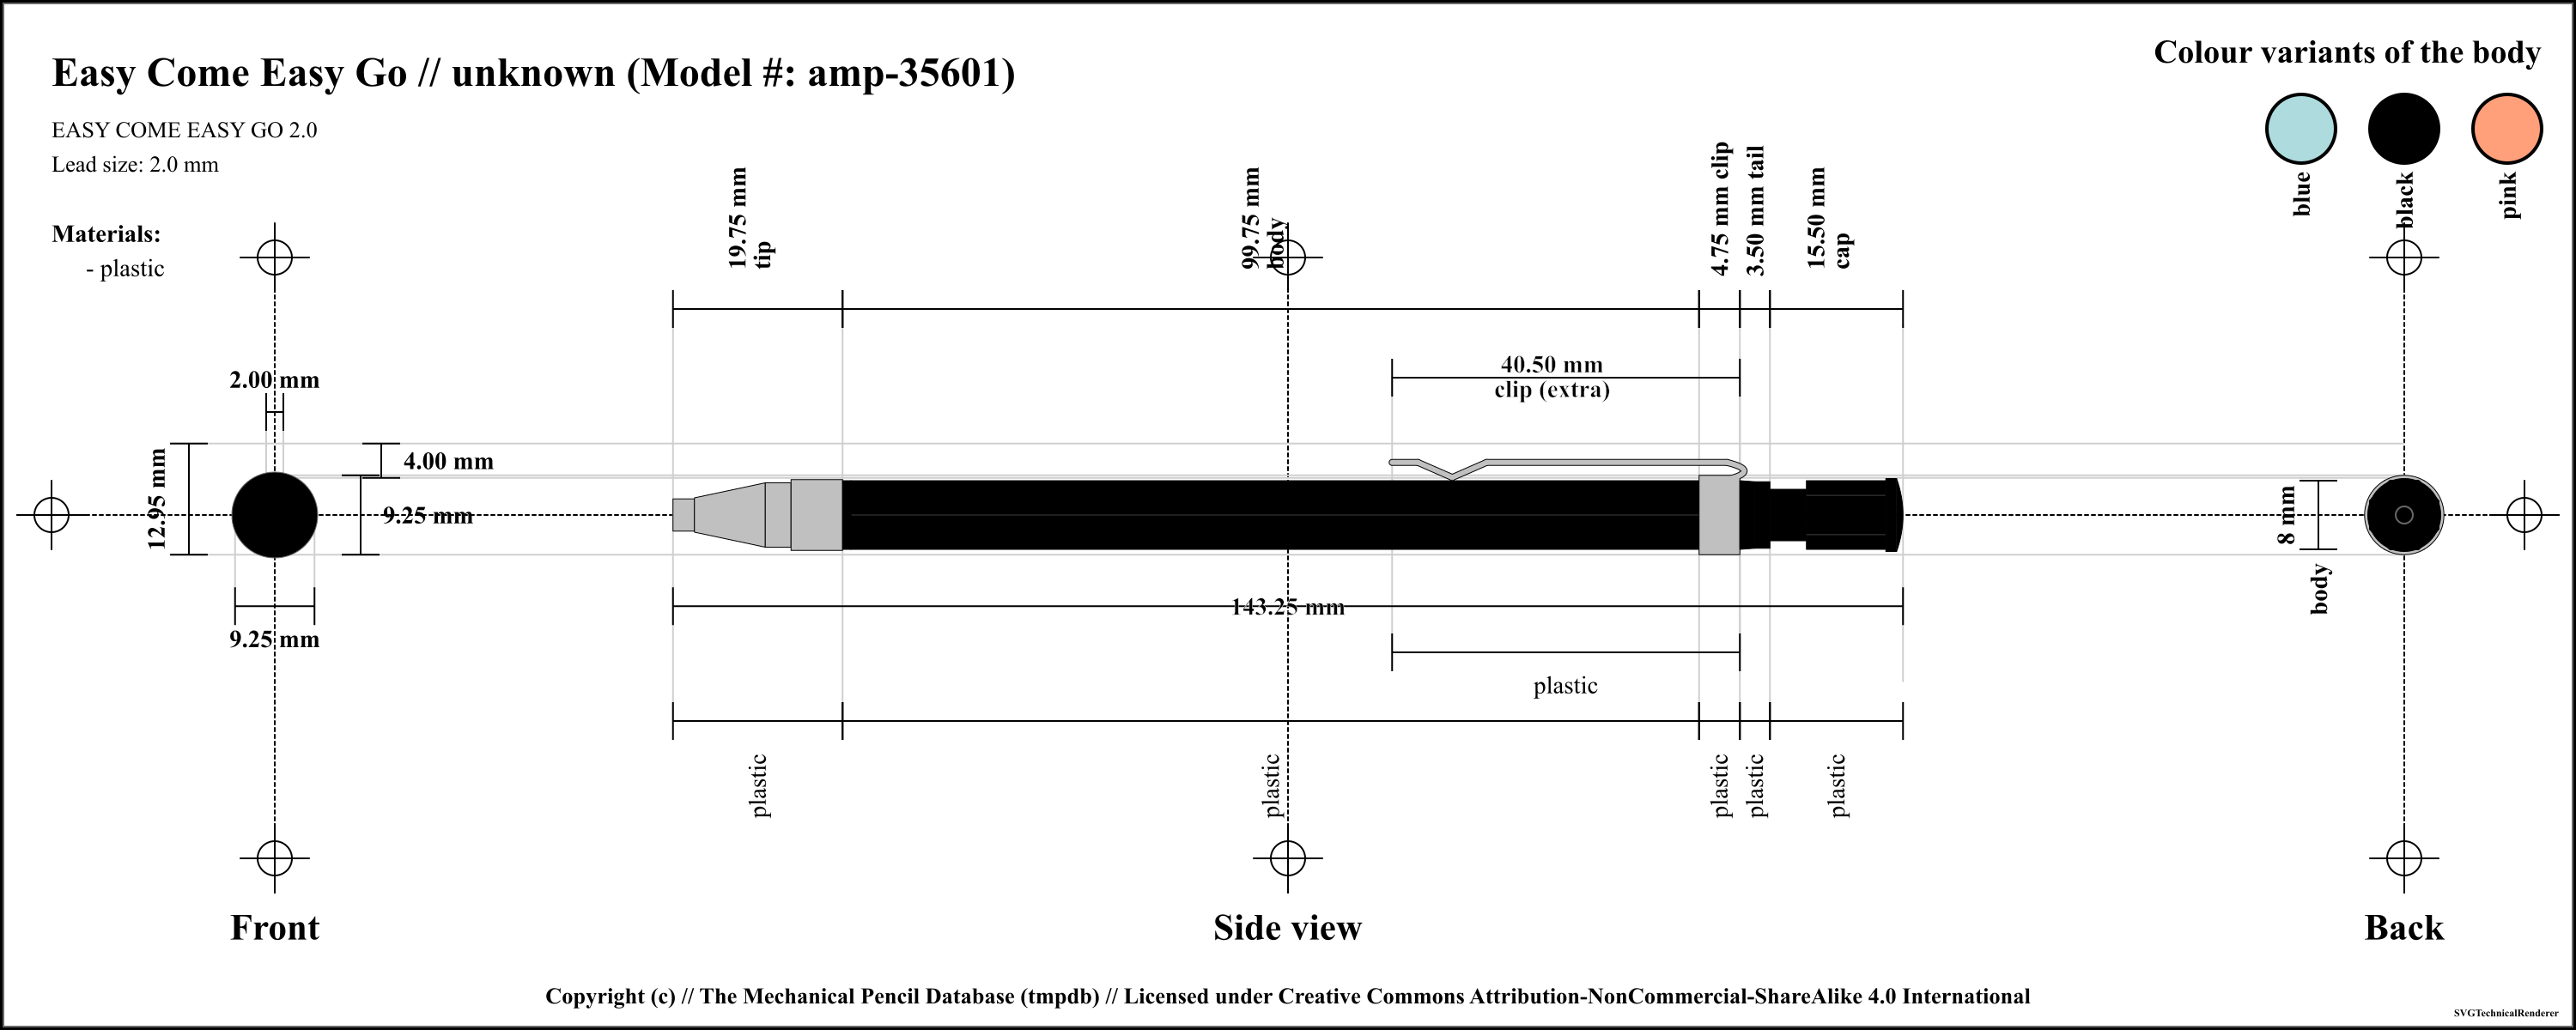 Easy Come Easy Go // unknown (Model #: amp-35601)
EASY COME EASY GO 2.0
Lead size: 2.0 mm
Materials:
- plastic
Colour variants of the body
blue
black
pink
19.75 mm
tip
99.75 mm
body
4.75 mm clip
3.50 mm tail
15.50 mm
cap
40.50 mm
clip (extra)
2.00 mm
4.00 mm
12.95 mm
9.25 mm
9.25 mm
8 mm
body
143.25 mm
plastic
plastic
plastic
plastic
plastic
plastic
Front
Side view
Back
Copyright (c) // The Mechanical Pencil Database (tmpdb) // Licensed under Creative Commons Attribution-NonCommercial-ShareAlike 4.0 International
SVGTechnicalRenderer